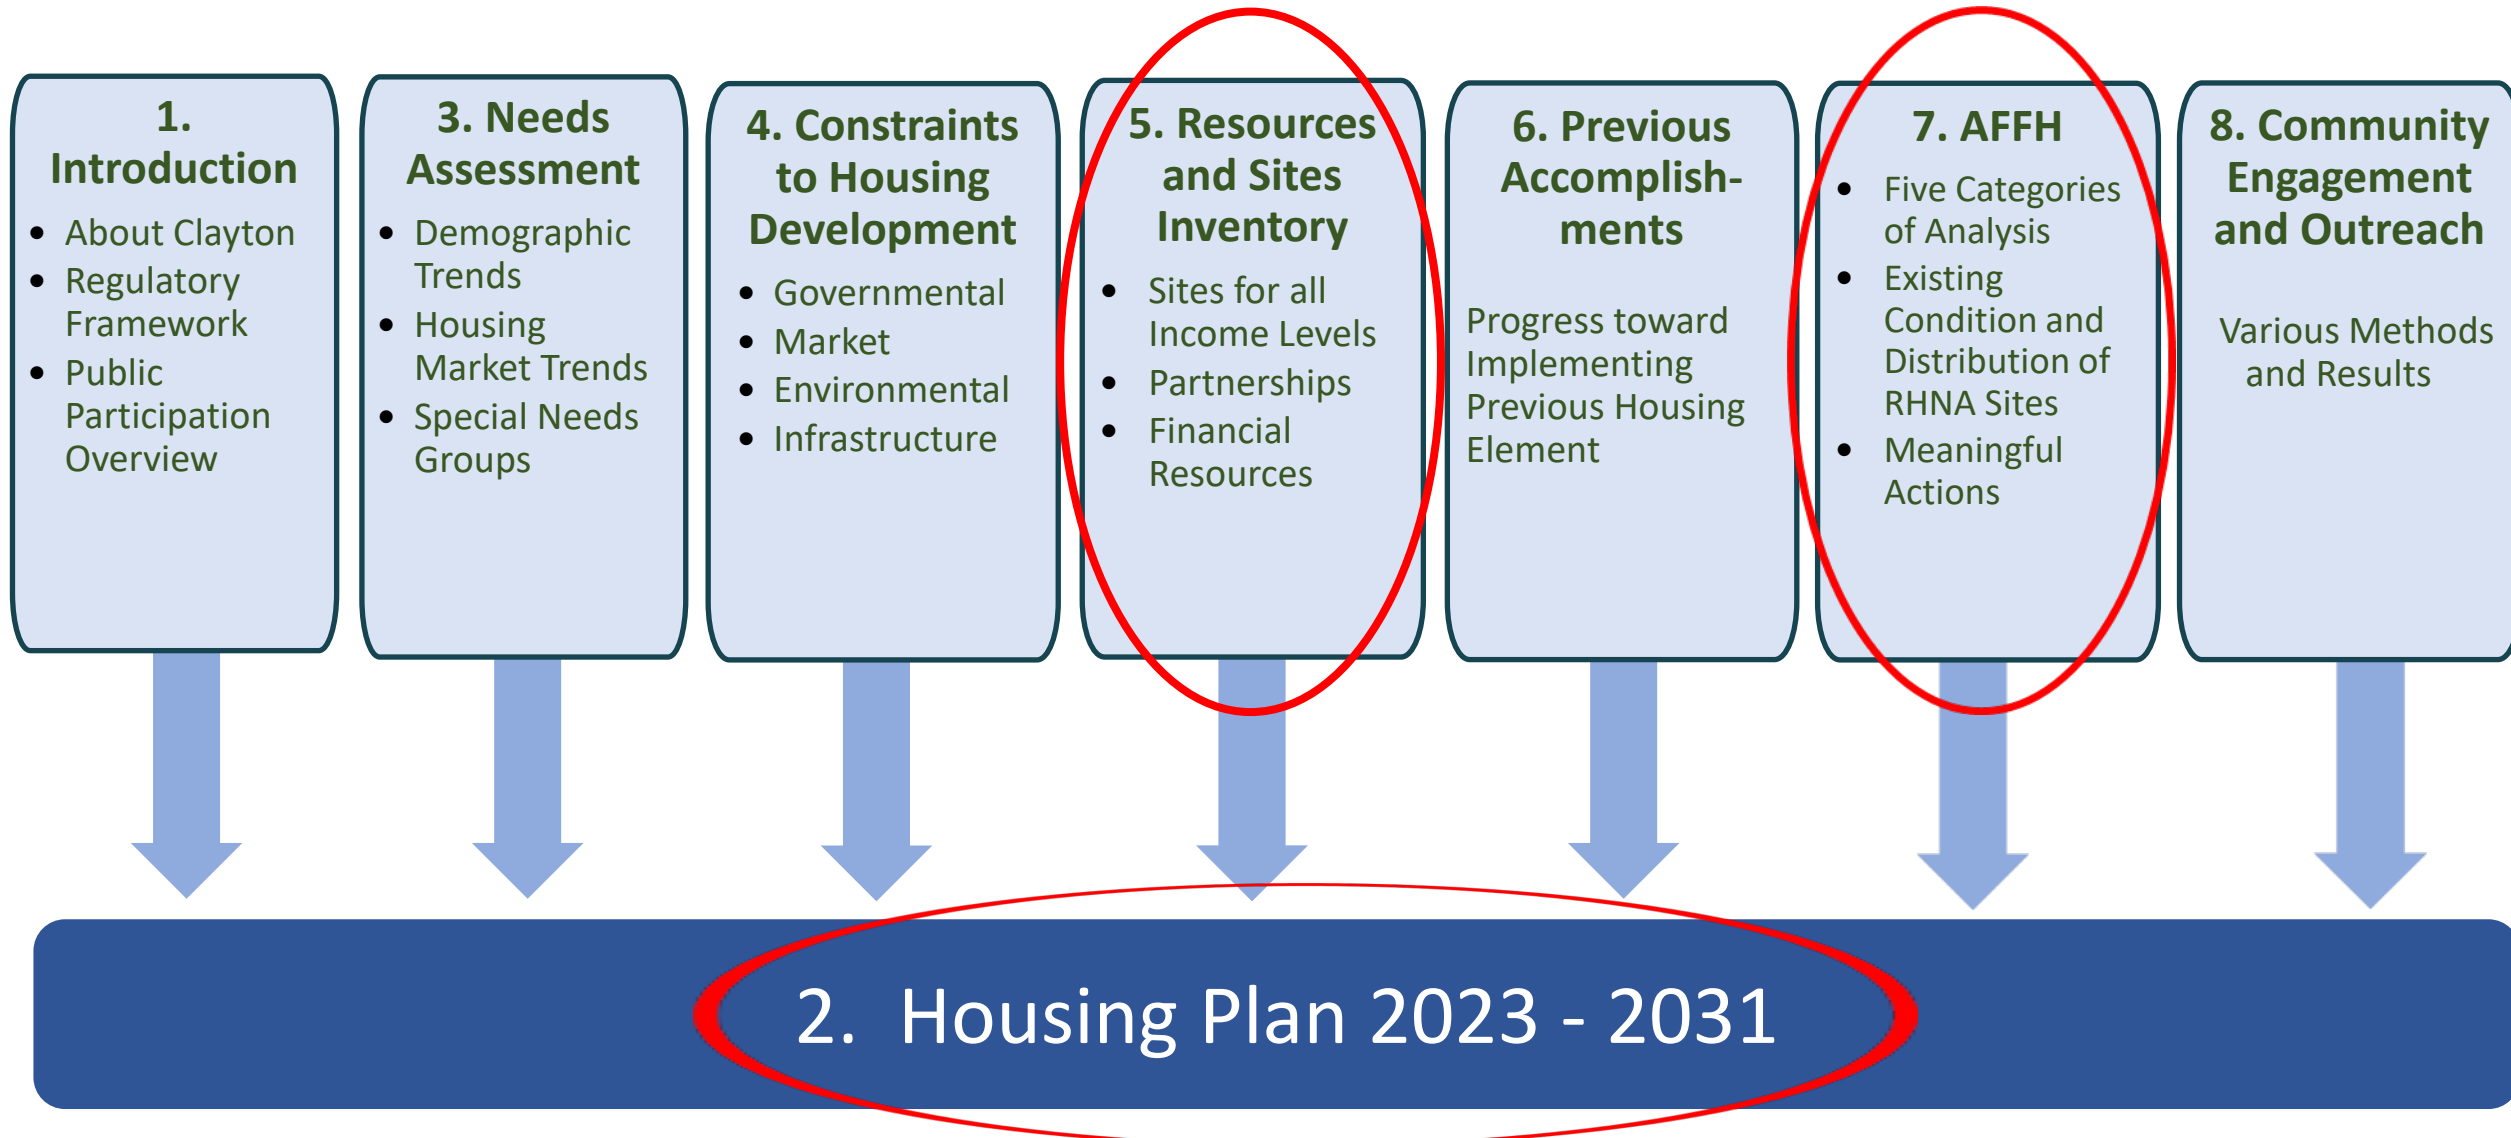 1.
Introduction
• About Clayton
• Regulatory
Framework
• Public
Participation
Overview
3. Needs
Assessment
• Demographic
Trends
• Housing
Market Trends
• Special Needs
Groups
4. Constraints
to Housing
Development
• Governmental
• Market
• Environmental
• Infrastructure
5. Resources
and Sites
Inventory
• Sites for all
Income Levels
• Partnerships
• Financial
Resources
6. Previous
Accomplish-
ments
Progress toward
Implementing
Previous Housing
Element
7. AFFH
• Five Categories
of Analysis
• Existing
Condition and
Distribution of
RHNA Sites
• Meaningful
Actions
8. Community
Engagement
and Outreach
Various Methods
and Results
2. Housing Plan 2023 - 2031